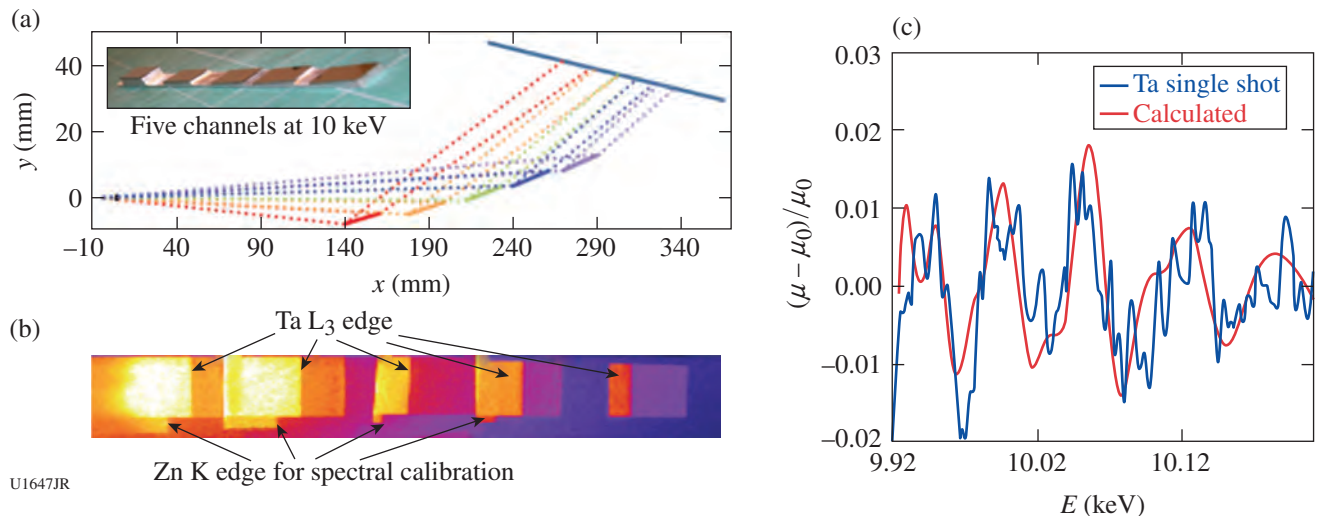 (a)
40
20
0
y (mm)
Five channels at 10 keV
−10
40
90
140
190
240
290
340
x (mm)
(b)
Ta L3 edge
Zn K edge for spectral calibration
U1647JR
(c)
0.03
0.02
0.01
0.00
−0.01
−0.02
(μ − μ0)/μ0
Ta single shot
Calculated
9.92
10.02
10.12
E (keV)